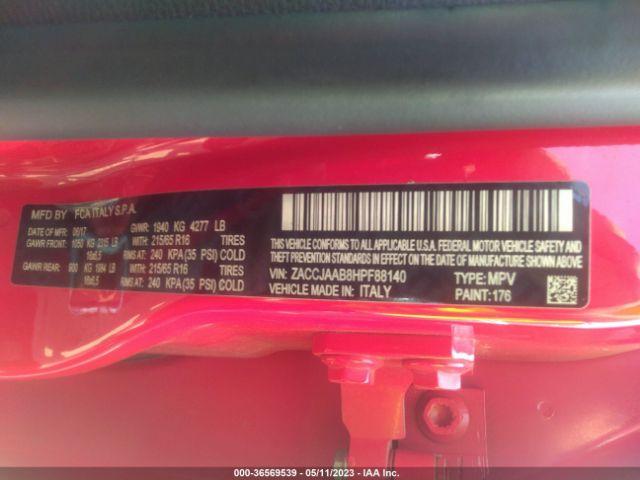 MFD BY FCA ITALY S.P.A.
DATE OF MFR: 06/17 GVWR: 1940 KG 4277 LB
GAWR FRONT: 1050 KG 2315 LB WITH: 215/65 R16 TIRES
16x6.5 RIMS AT: 240 KPA(35 PSI) COLD
GAWR REAR: 900 KG 1984 LB WITH: 215/65 R16 TIRES
16x6.5 RIMS AT: 240 KPA(35 PSI) COLD
THIS VEHICLE CONFORMS TO ALL APPLICABLE U.S.A. FEDERAL MOTOR VEHICLE SAFETY
AND THEFT PREVENTION STANDARDS IN EFFECT ON THE DATE OF MANUFACTURE SHOWN ABOVE
VIN: ZACCJAAB8HPF88140 TYPE: MPV
VEHICLE MADE IN: ITALY PAINT: 176
000-36569539 - 05/11/2023 - IAA Inc.